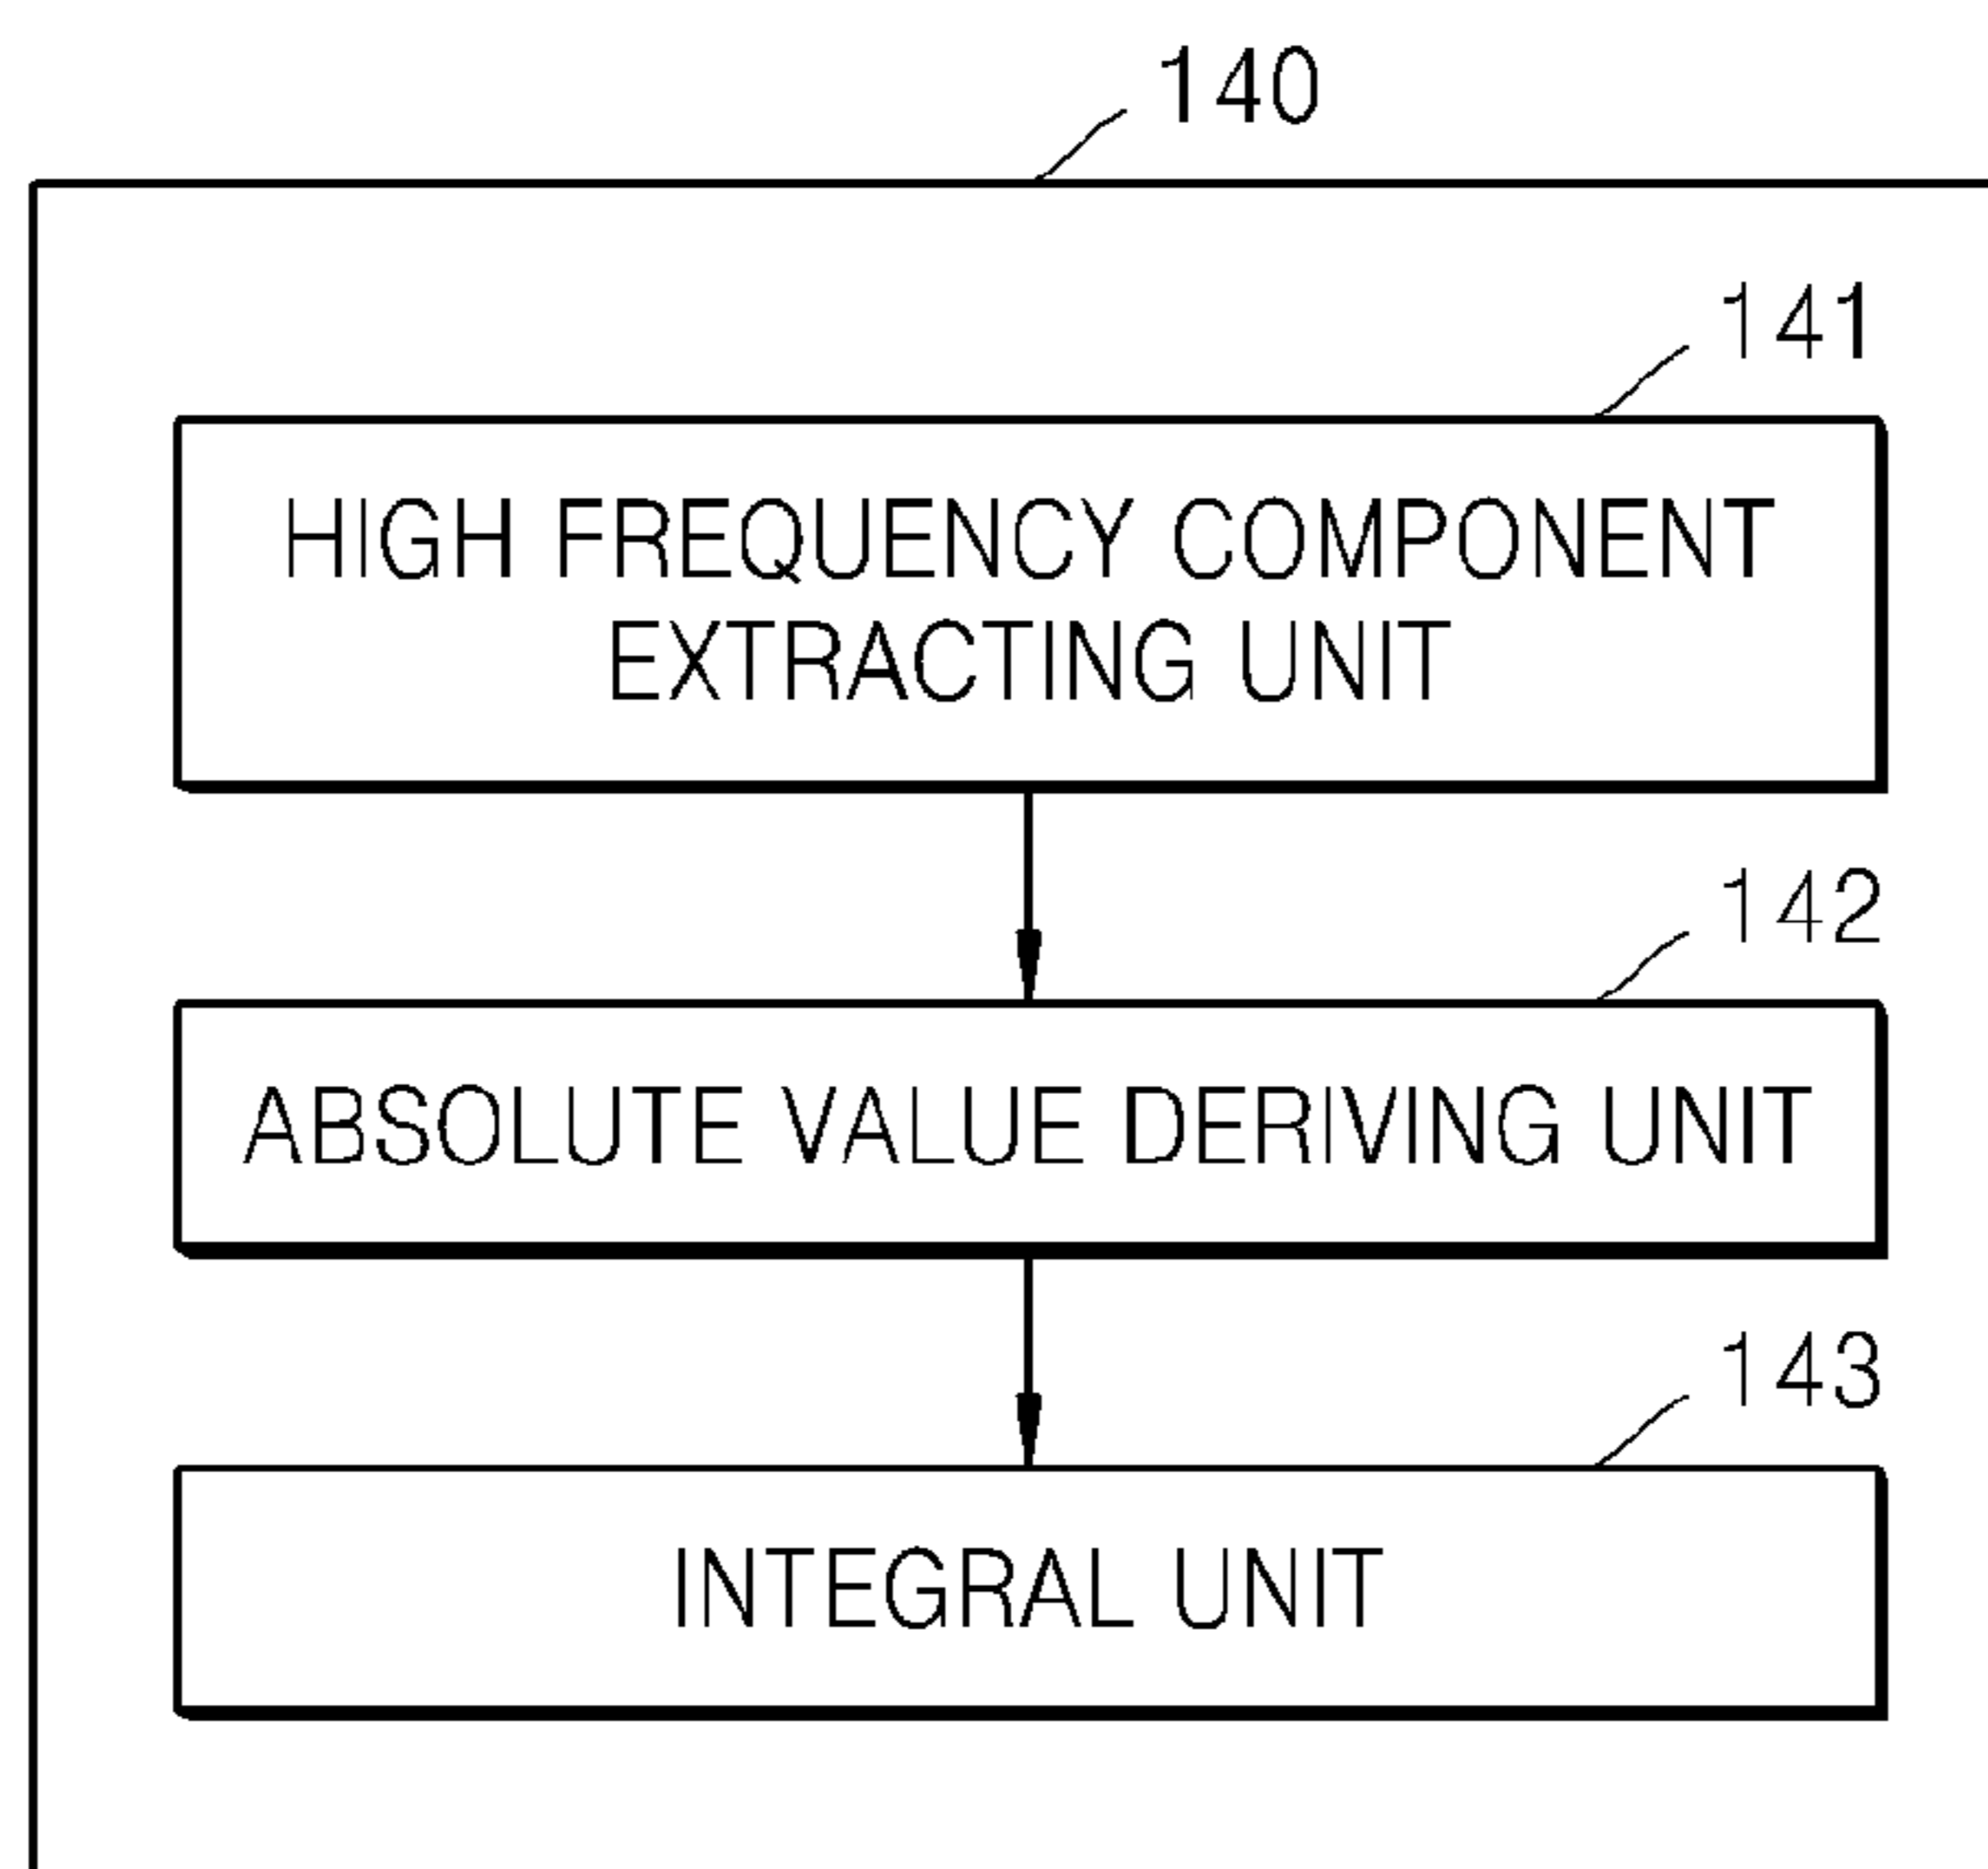 140
141
HIGH FREQUENCY COMPONENT
EXTRACTING UNIT
142
ABSOLUTE VALUE DERIVING UNIT
143
INTEGRAL UNIT